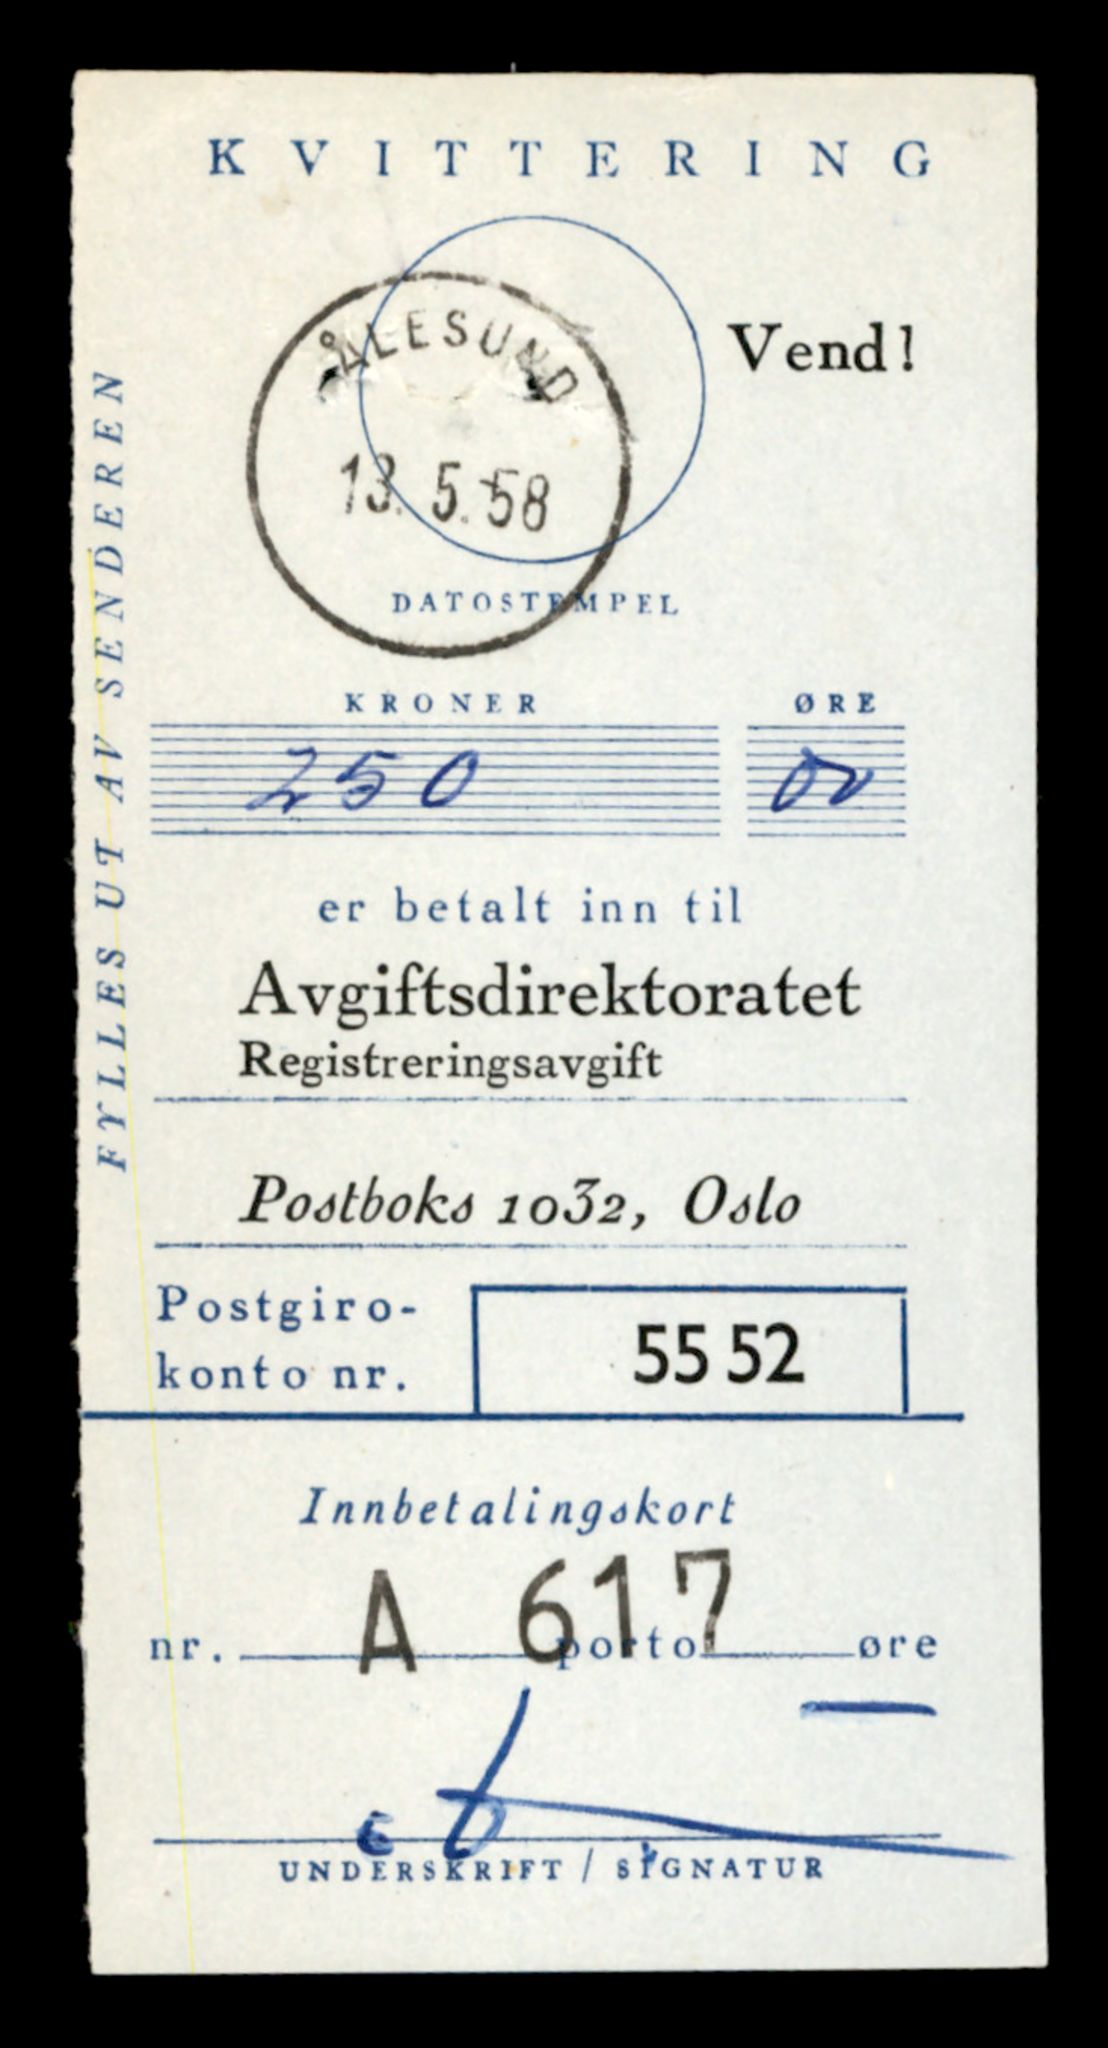 KVITTERING
ÅLESUND
Vend!
13. 5. 58
DATOSTEMPEL
FYLLES UT AV SENDEREN
KRONER ØRE
250 00
er betalt inn til
Avgiftsdirektoratet
Registreringsavgift
Postboks 1032, Oslo
Postgiro-
konto nr. 55 52
Innbetalingskort
A 617
nr. porto øre
UNDERSKRIFT / SIGNATUR